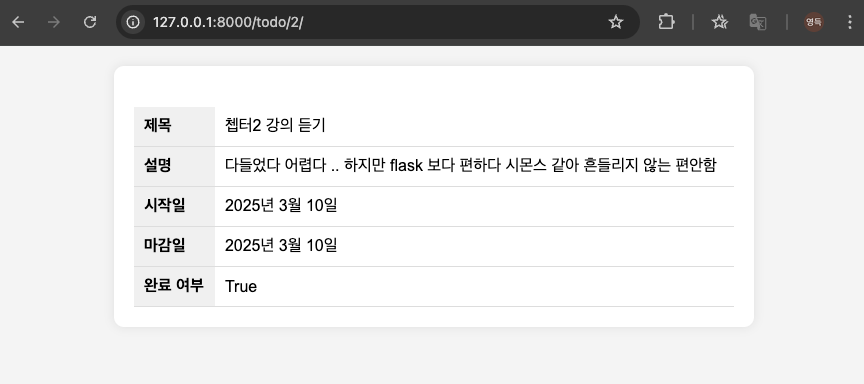 127.0.0.1:8000/todo/2/
영득
제목 쳅터2 강의 듣기
설명 다들었다 어렵다 .. 하지만 flask 보다 편하다 시몬스 같아 흔들리지 않는 편안함
시작일 2025년 3월 10일
마감일 2025년 3월 10일
완료 여부 True